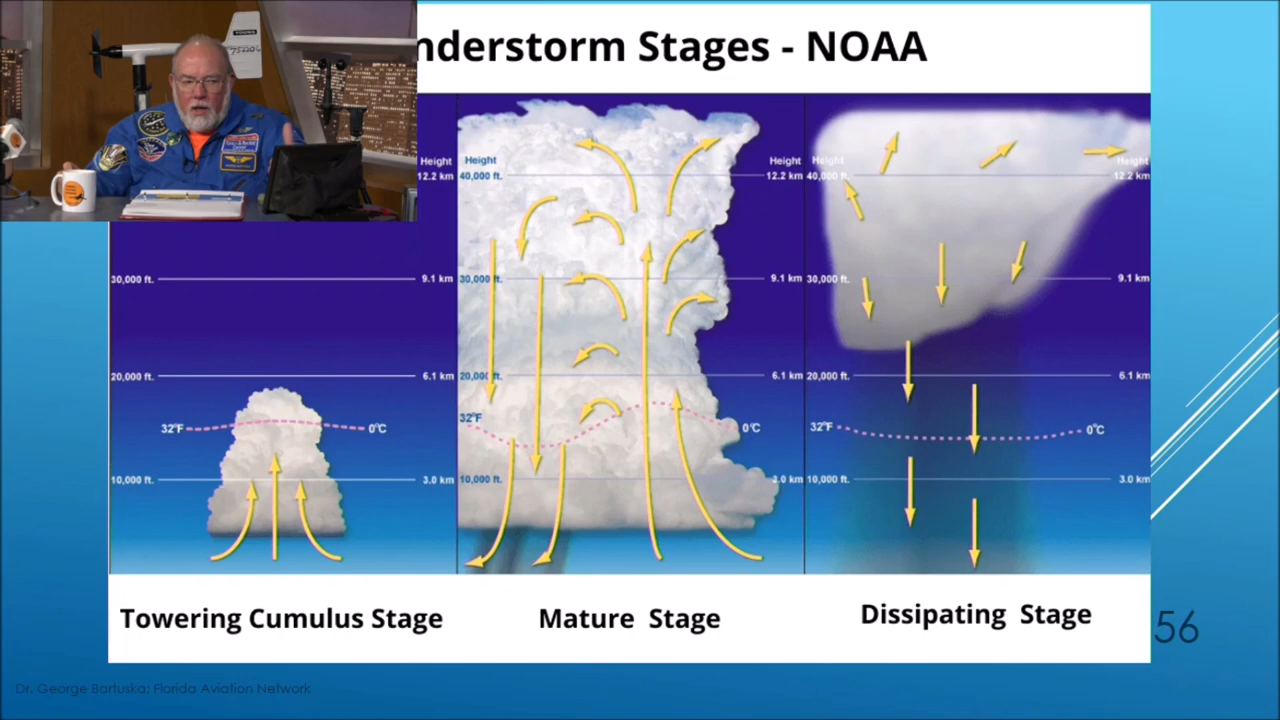 nderstorm Stages - NOAA
Height
12.2 km
30,000 ft.
9.1 km
20,000 ft.
6.1 km
32°F
0°C
10,000 ft.
3.0 km
Height
40,000 ft.
Height
12.2 km
30,000 ft.
9.1 km
20,000 ft.
6.1 km
32°F
0°C
10,000 ft.
3.0 km
Height
40,000 ft.
Height
12.2 km
30,000 ft.
9.1 km
20,000 ft.
6.1 km
32°F
0°C
10,000 ft.
3.0 km
Towering Cumulus Stage
Mature Stage
Dissipating Stage
56
Dr. George Bartuska; Florida Aviation Network